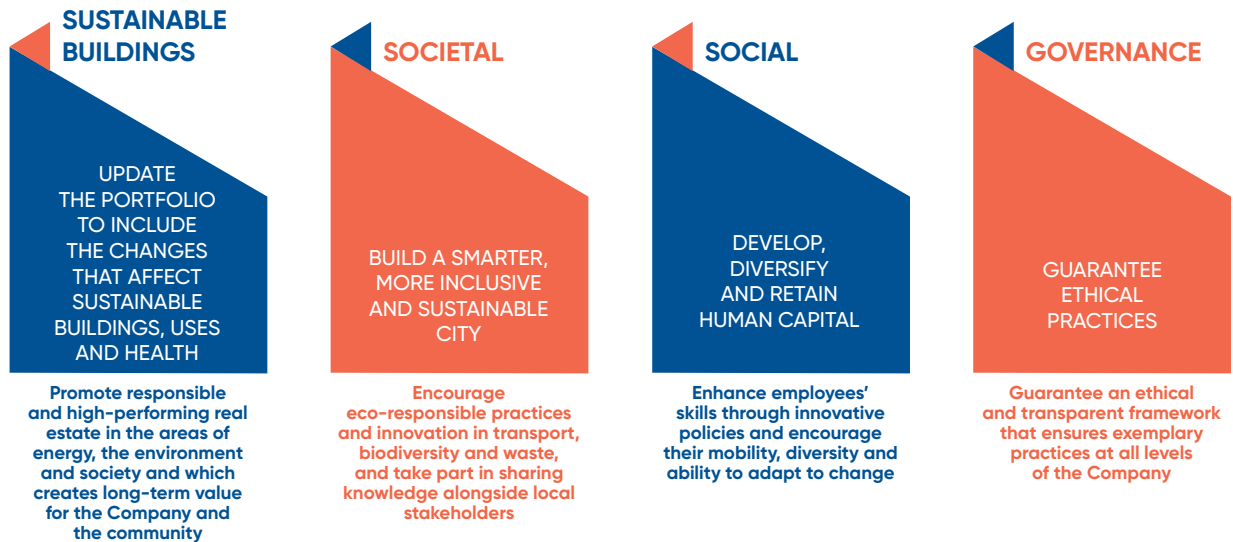 SUSTAINABLE
BUILDINGS
UPDATE
THE PORTFOLIO
TO INCLUDE
THE CHANGES
THAT AFFECT
SUSTAINABLE
BUILDINGS, USES
AND HEALTH
Promote responsible
and high-performing real
estate in the areas of
energy, the environment
and society and which
creates long-term value
for the Company and
the community
SOCIETAL
BUILD A SMARTER,
MORE INCLUSIVE
AND SUSTAINABLE
CITY
Encourage
eco-responsible practices
and innovation in transport,
biodiversity and waste,
and take part in sharing
knowledge alongside local
stakeholders
SOCIAL
DEVELOP,
DIVERSIFY
AND RETAIN
HUMAN CAPITAL
Enhance employees’
skills through innovative
policies and encourage
their mobility, diversity and
ability to adapt to change
GOVERNANCE
GUARANTEE
ETHICAL
PRACTICES
Guarantee an ethical
and transparent framework
that ensures exemplary
practices at all levels
of the Company